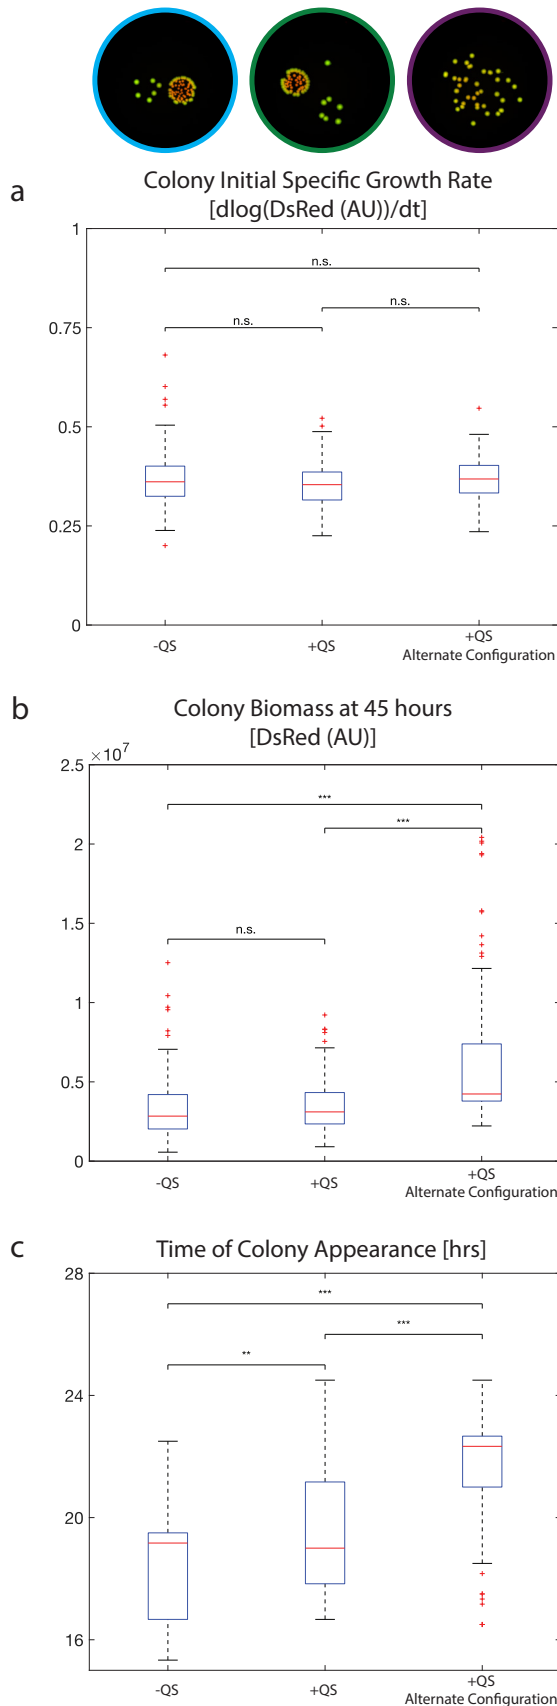 a
Colony Initial Specific Growth Rate
[dlog(DsRed (AU))/dt]
1
n.s.
n.s.
n.s.
0.75
0.5
0.25
0
-QS
+QS
+QS
Alternate Configuration
b
Colony Biomass at 45 hours
[DsRed (AU)]
×10^7
2.5
***
***
2
1.5
n.s.
1
0.5
0
-QS
+QS
+QS
Alternate Configuration
c
Time of Colony Appearance [hrs]
28
***
***
**
24
20
16
-QS
+QS
+QS
Alternate Configuration